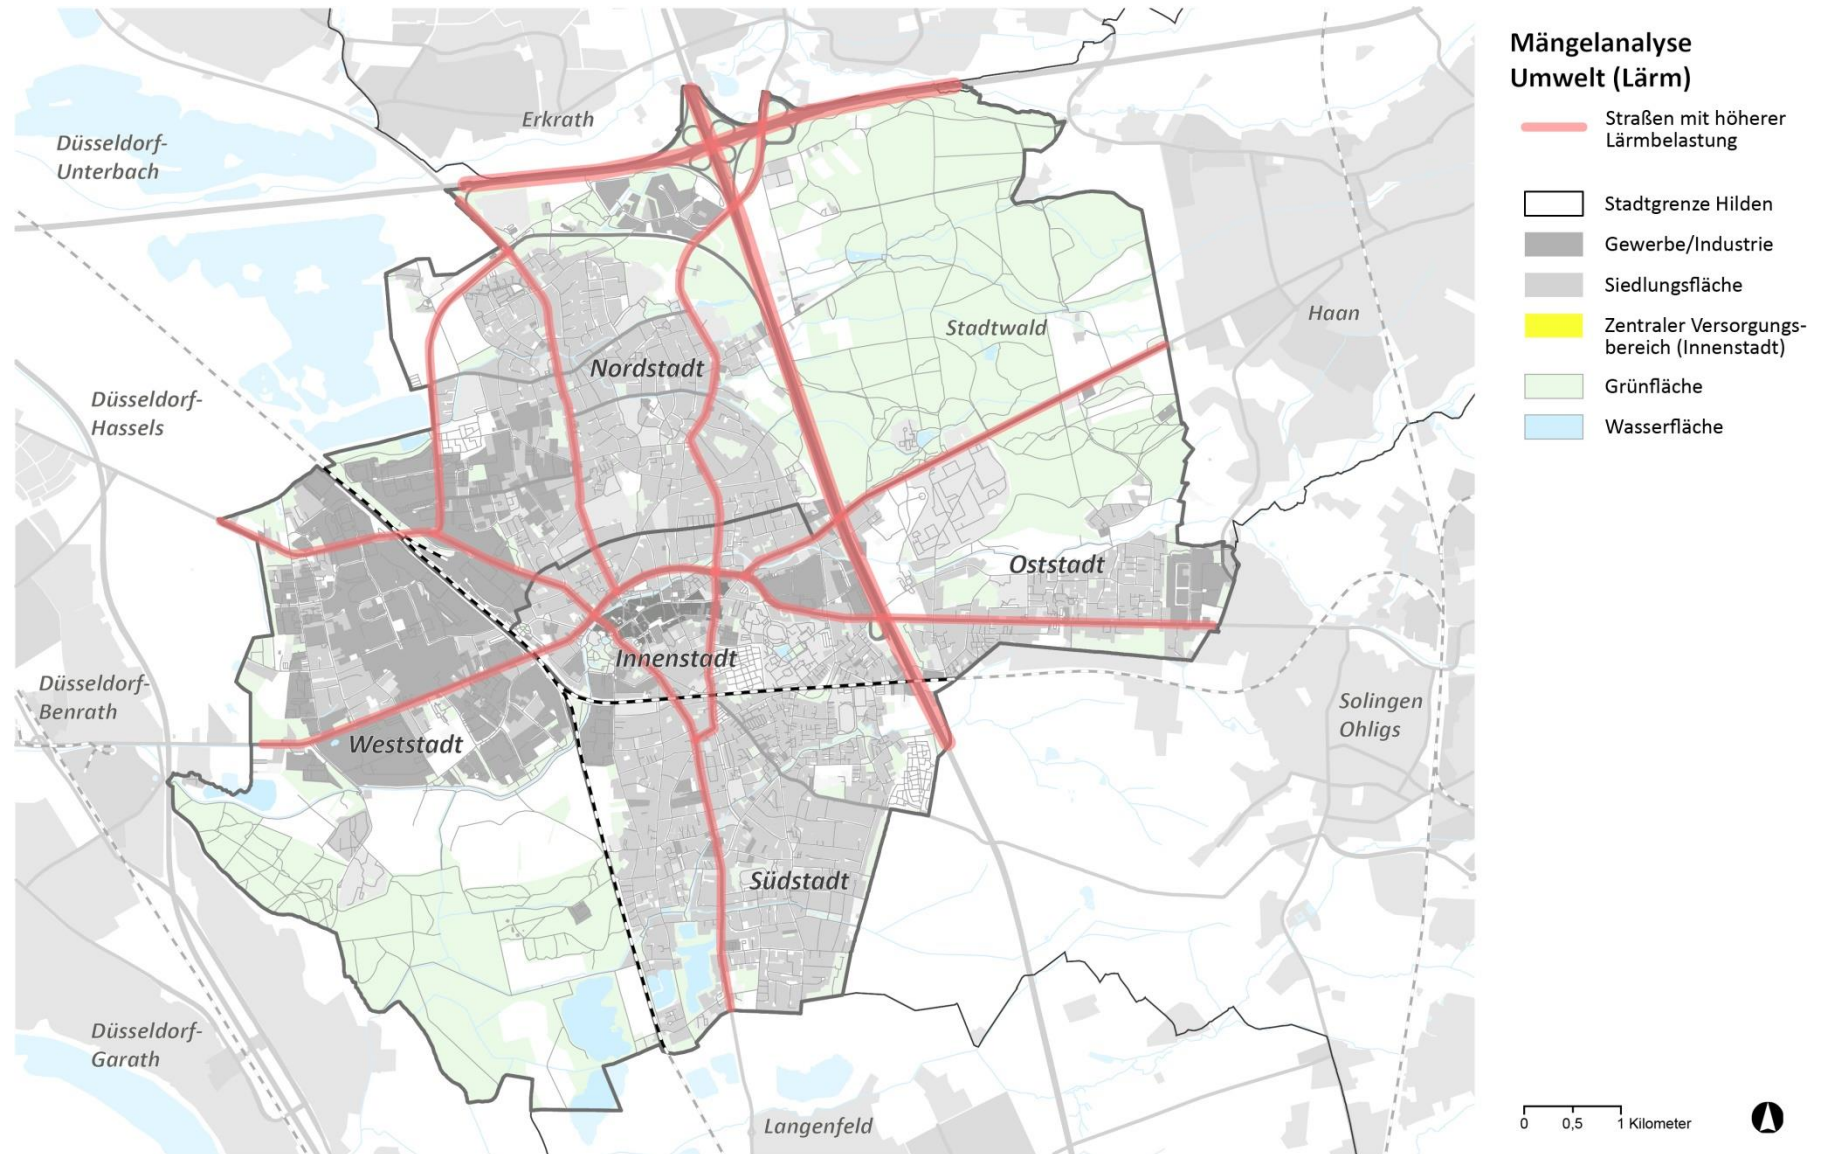 Mängelanalyse
Umwelt (Lärm)
Straßen mit höherer
Lärmbelastung
Stadtgrenze Hilden
Gewerbe/Industrie
Siedlungsfläche
Zentraler Versorgungs-
bereich (Innenstadt)
Grünfläche
Wasserfläche
Erkrath
Düsseldorf-
Unterbach
Haan
Stadtwald
Nordstadt
Düsseldorf-
Hassels
Oststadt
Innenstadt
Düsseldorf-
Benrath
Solingen
Ohligs
Weststadt
Südstadt
Düsseldorf-
Garath
Langenfeld
0 0,5 1 Kilometer